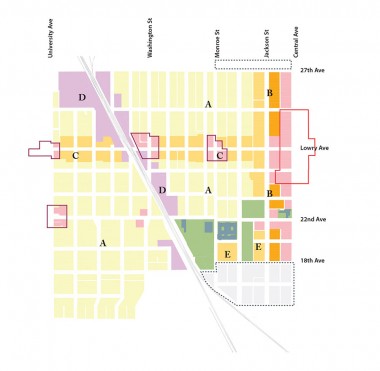 University Ave
Washington St
Monroe St
Jackson St
Central Ave
27th Ave
D
B
A
Lowry Ave
C
C
D
A
B
22nd Ave
A
E
E
18th Ave